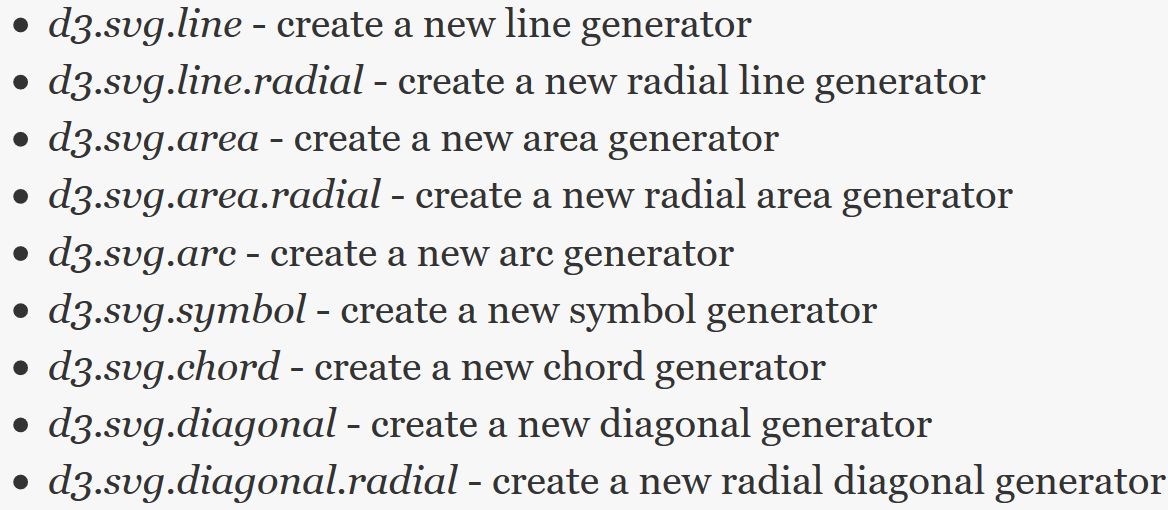 • d3.svg.line - create a new line generator
• d3.svg.line.radial - create a new radial line generator
• d3.svg.area - create a new area generator
• d3.svg.area.radial - create a new radial area generator
• d3.svg.arc - create a new arc generator
• d3.svg.symbol - create a new symbol generator
• d3.svg.chord - create a new chord generator
• d3.svg.diagonal - create a new diagonal generator
• d3.svg.diagonal.radial - create a new radial diagonal generator